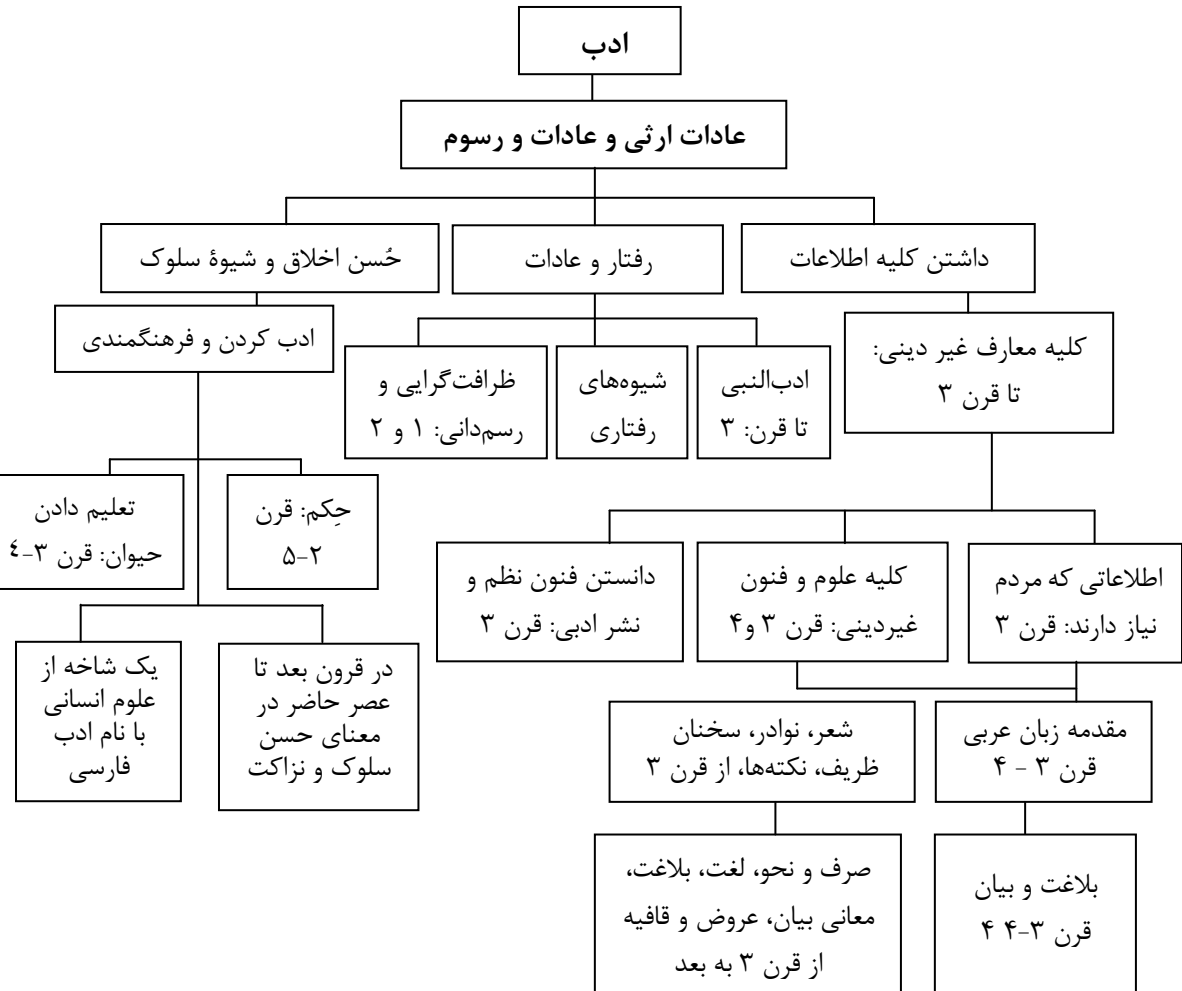 ادب
عادات ارثی و عادات و رسوم
داشتن کلیه اطلاعات
رفتار و عادات
حُسن اخلاق و شیوۀ سلوک
کلیه معارف غیر دینی:
تا قرن ۳
ادب‌النبی
تا قرن: ۳
شیوه‌های
رفتاری
ظرافت‌گرایی و
رسم‌دانی: ۱ و ۲
ادب کردن و فرهنگمندی
اطلاعاتی که مردم
نیاز دارند: قرن ۳
کلیه علوم و فنون
غیردینی: قرن ۳ و۴
دانستن فنون نظم و
نشر ادبی: قرن ۳
حِکم: قرن
۵-۲
تعلیم دادن
حیوان: قرن ۳-٤
در قرون بعد تا
عصر حاضر در
معنای حسن
سلوک و نزاکت
یک شاخه از
علوم انسانی
با نام ادب
فارسی
مقدمه زبان عربی
قرن ۳ - ۴
شعر، نوادر، سخنان
ظریف، نکته‌ها، از قرن ۳
بلاغت و بیان
قرن ۳-۴ ۴
صرف و نحو، لغت، بلاغت،
معانی بیان، عروض و قافیه
از قرن ۳ به بعد